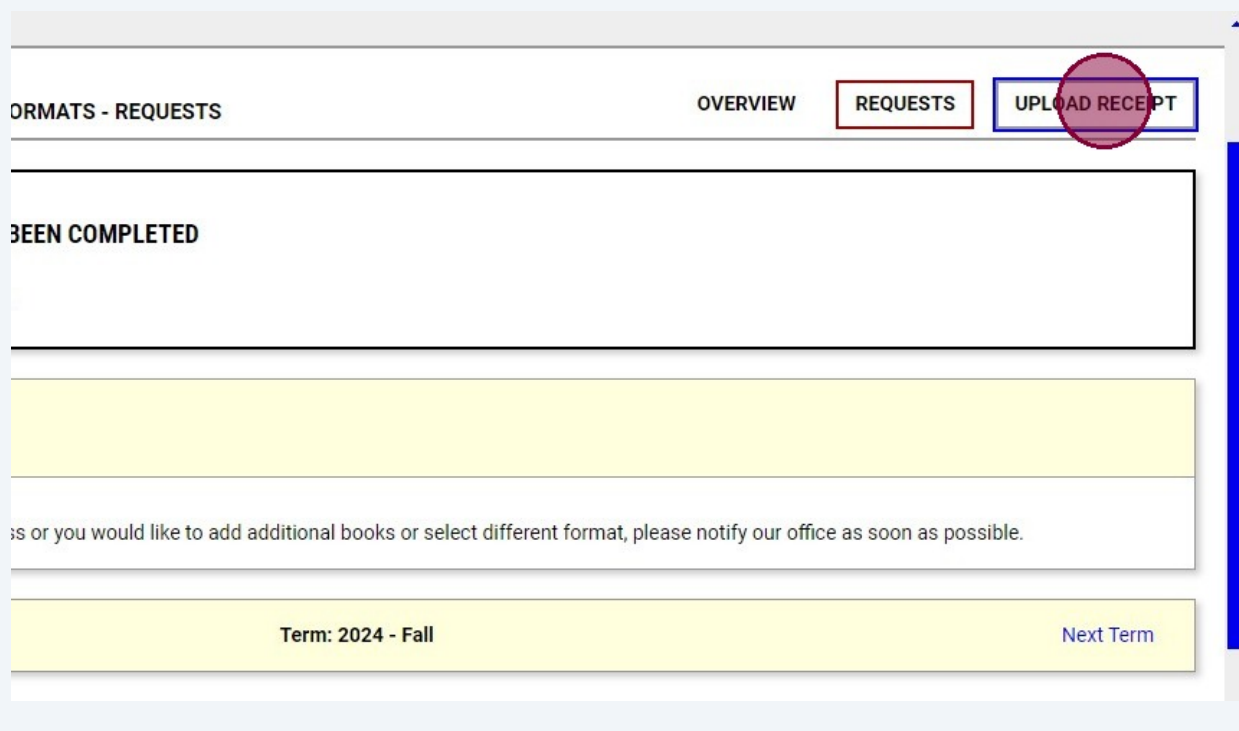 ORMATS - REQUESTS OVERVIEW REQUESTS UPLOAD RECEIPT
BEEN COMPLETED
ss or you would like to add additional books or select different format, please notify our office as soon as possible.
Term: 2024 - Fall Next Term